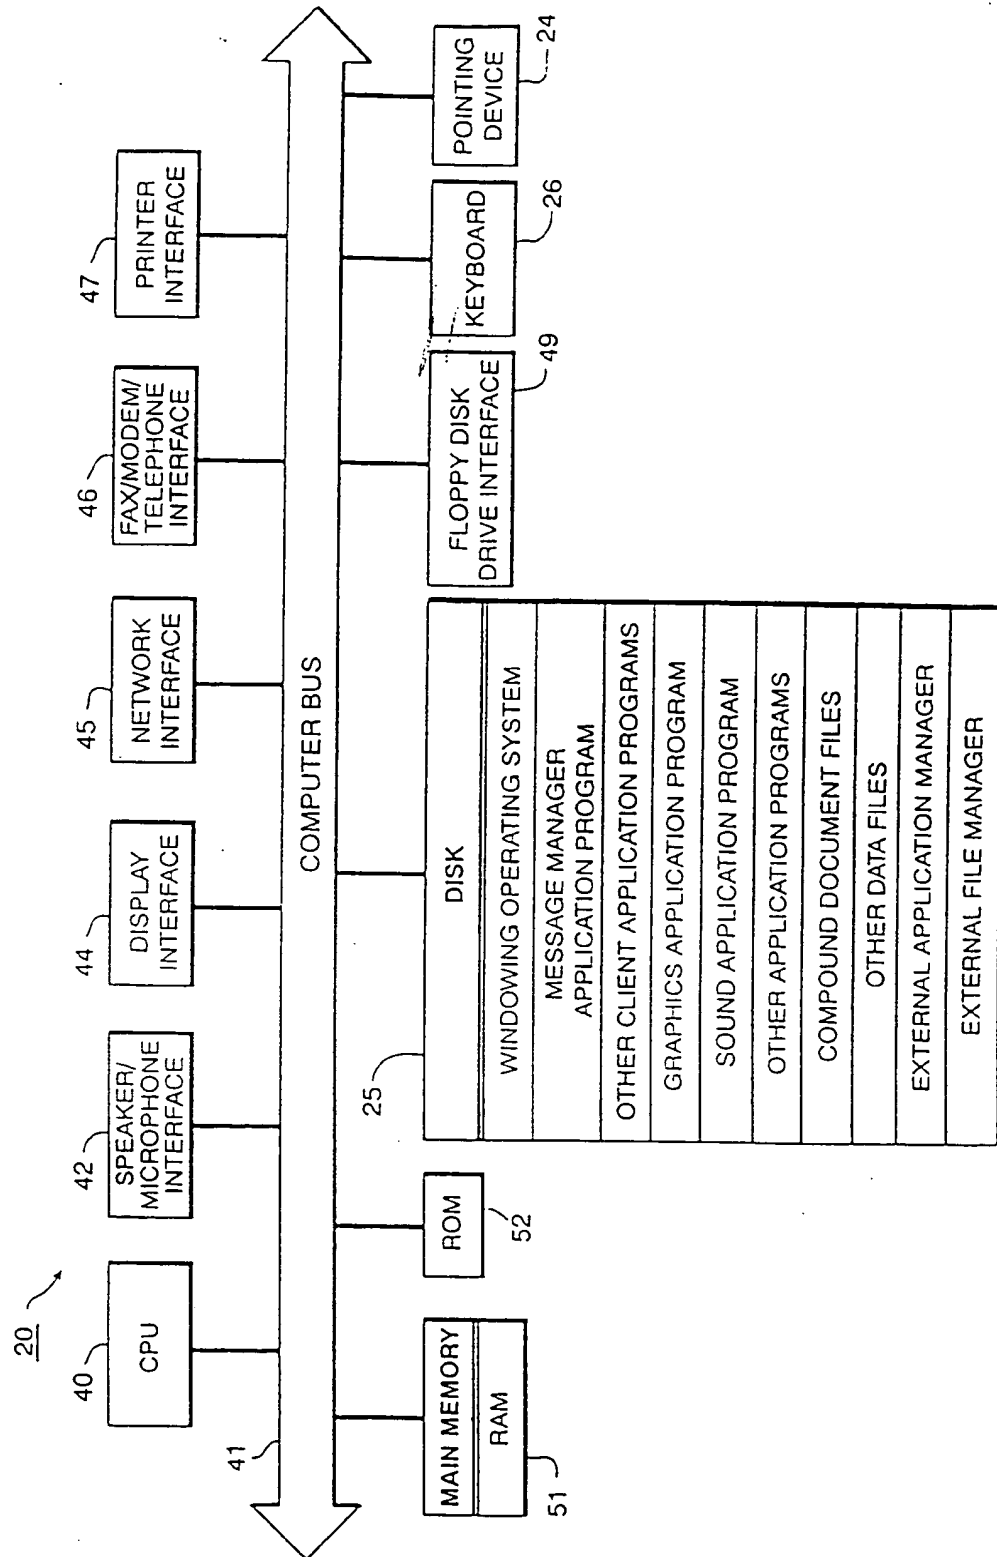 20
40
CPU
42
SPEAKER/
MICROPHONE
INTERFACE
44
DISPLAY
INTERFACE
45
NETWORK
INTERFACE
46
FAX/MODEM/
TELEPHONE
INTERFACE
47
PRINTER
INTERFACE
41
COMPUTER BUS
MAIN MEMORY
RAM
51
ROM
52
25
DISK
WINDOWING OPERATING SYSTEM
MESSAGE MANAGER
APPLICATION PROGRAM
OTHER CLIENT APPLICATION PROGRAMS
GRAPHICS APPLICATION PROGRAM
SOUND APPLICATION PROGRAM
OTHER APPLICATION PROGRAMS
COMPOUND DOCUMENT FILES
OTHER DATA FILES
EXTERNAL APPLICATION MANAGER
EXTERNAL FILE MANAGER
FLOPPY DISK
DRIVE INTERFACE
49
KEYBOARD
26
POINTING
DEVICE
24